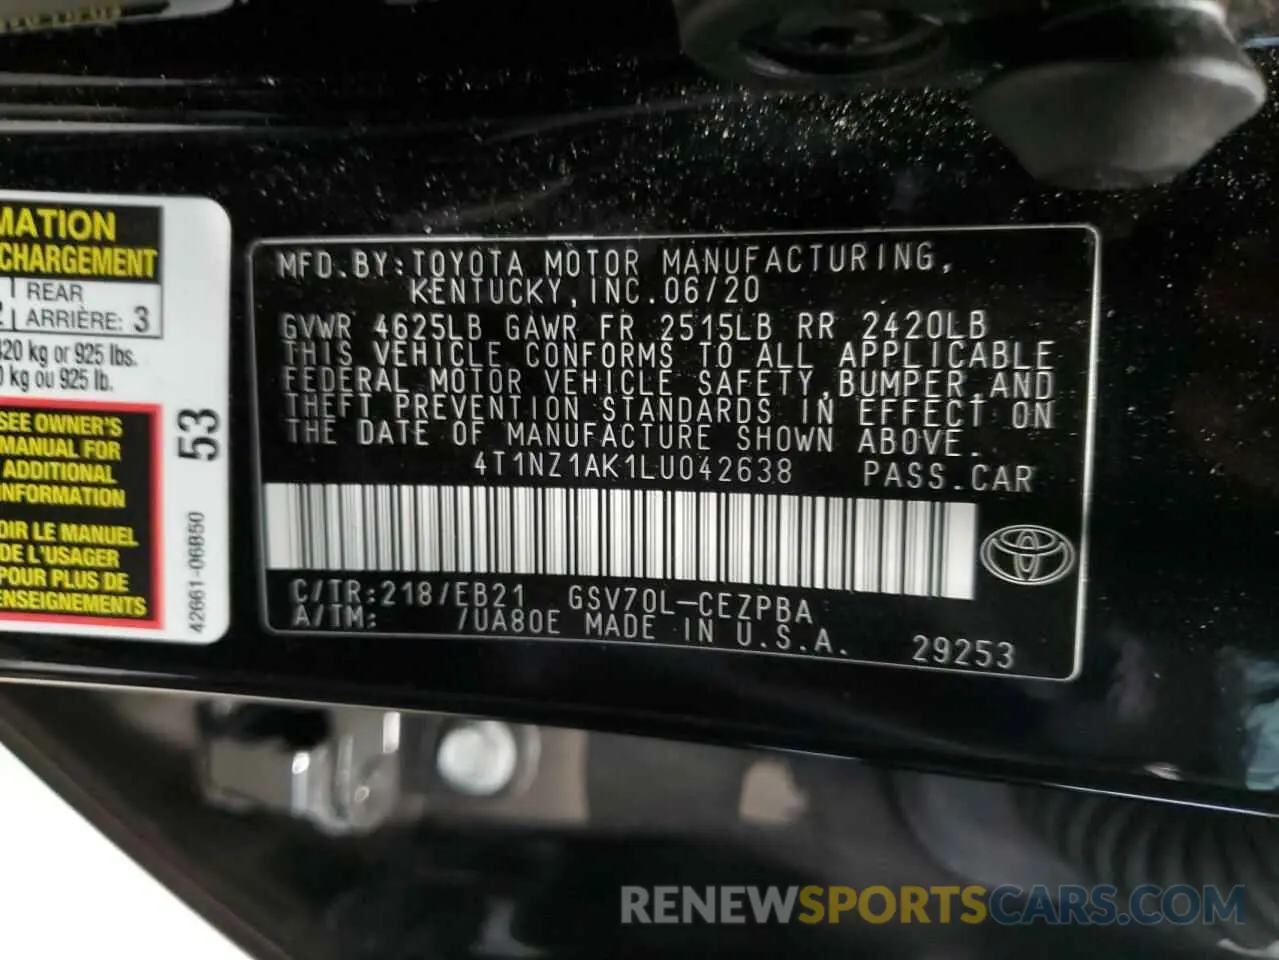 MATION
CHARGEMENT
REAR
ARRIÈRE: 3
420 kg or 925 lbs.
kg ou 925 lb.
SEE OWNER'S
MANUAL FOR
ADDITIONAL
INFORMATION
OIR LE MANUEL
DE L'USAGER
POUR PLUS DE
ENSEIGNEMENTS
53
42661-06B50
MFD.BY:TOYOTA MOTOR MANUFACTURING,
KENTUCKY,INC.06/20
GVWR 4625LB GAWR FR 2515LB RR 2420LB
THIS VEHICLE CONFORMS TO ALL APPLICABLE
FEDERAL MOTOR VEHICLE SAFETY,BUMPER,AND
THEFT PREVENTION STANDARDS IN EFFECT ON
THE DATE OF MANUFACTURE SHOWN ABOVE.
4T1NZ1AK1LU042638 PASS.CAR
C/TR:218/EB21 GSV70L-CEZPBA
A/TM: /UA80E MADE IN U.S.A. 29253
RENEWSPORTSCARS.COM